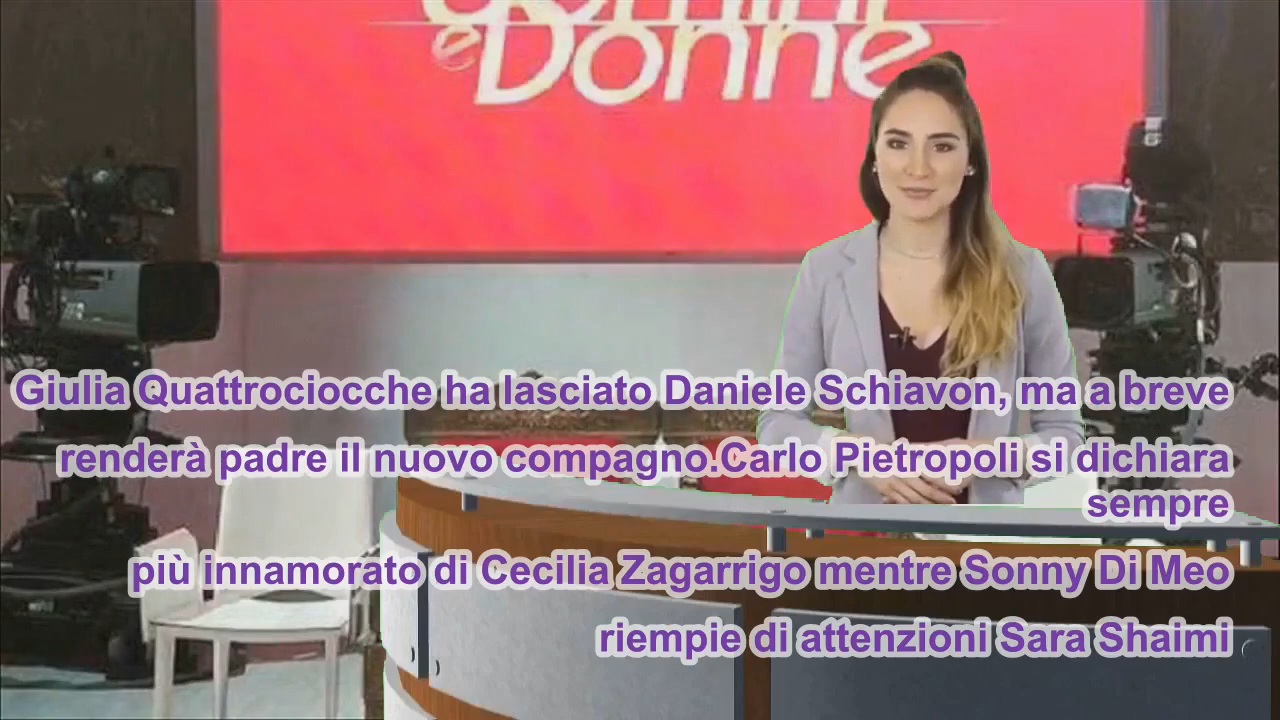 Uomini
e Donne
Giulia Quattrociocche ha lasciato Daniele Schiavon, ma a breve
renderà padre il nuovo compagno.Carlo Pietropoli si dichiara
sempre
più innamorato di Cecilia Zagarrigo mentre Sonny Di Meo
riempie di attenzioni Sara Shaimi